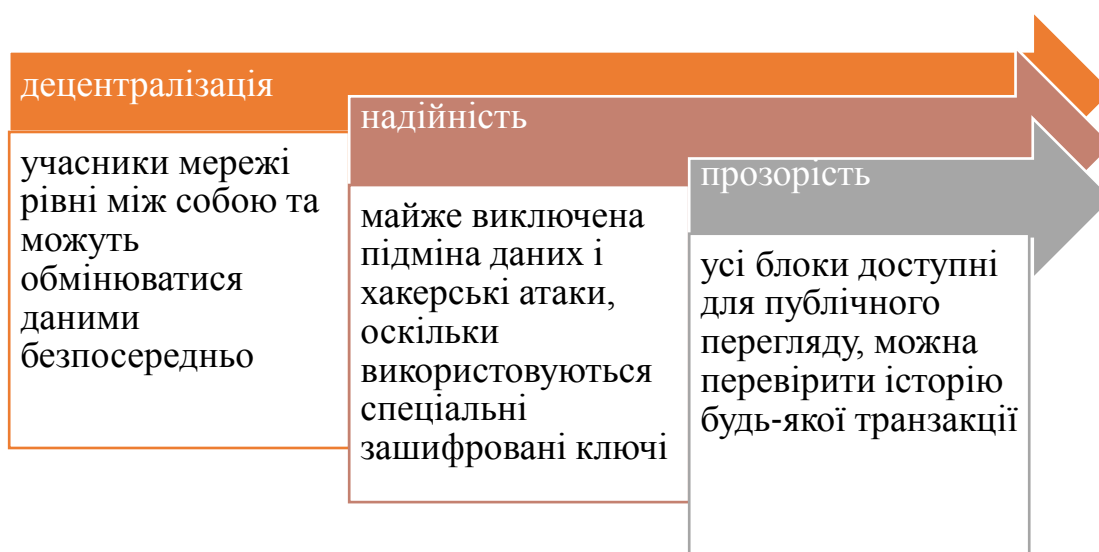 децентралізація
учасники мережі
рівні між собою та
можуть
обмінюватися
даними
безпосередньо
надійність
майже виключена
підміна даних і
хакерські атаки,
оскільки
використовуються
спеціальні
зашифровані ключі
прозорість
усі блоки доступні
для публічного
перегляду, можна
перевірити історію
будь-якої транзакції